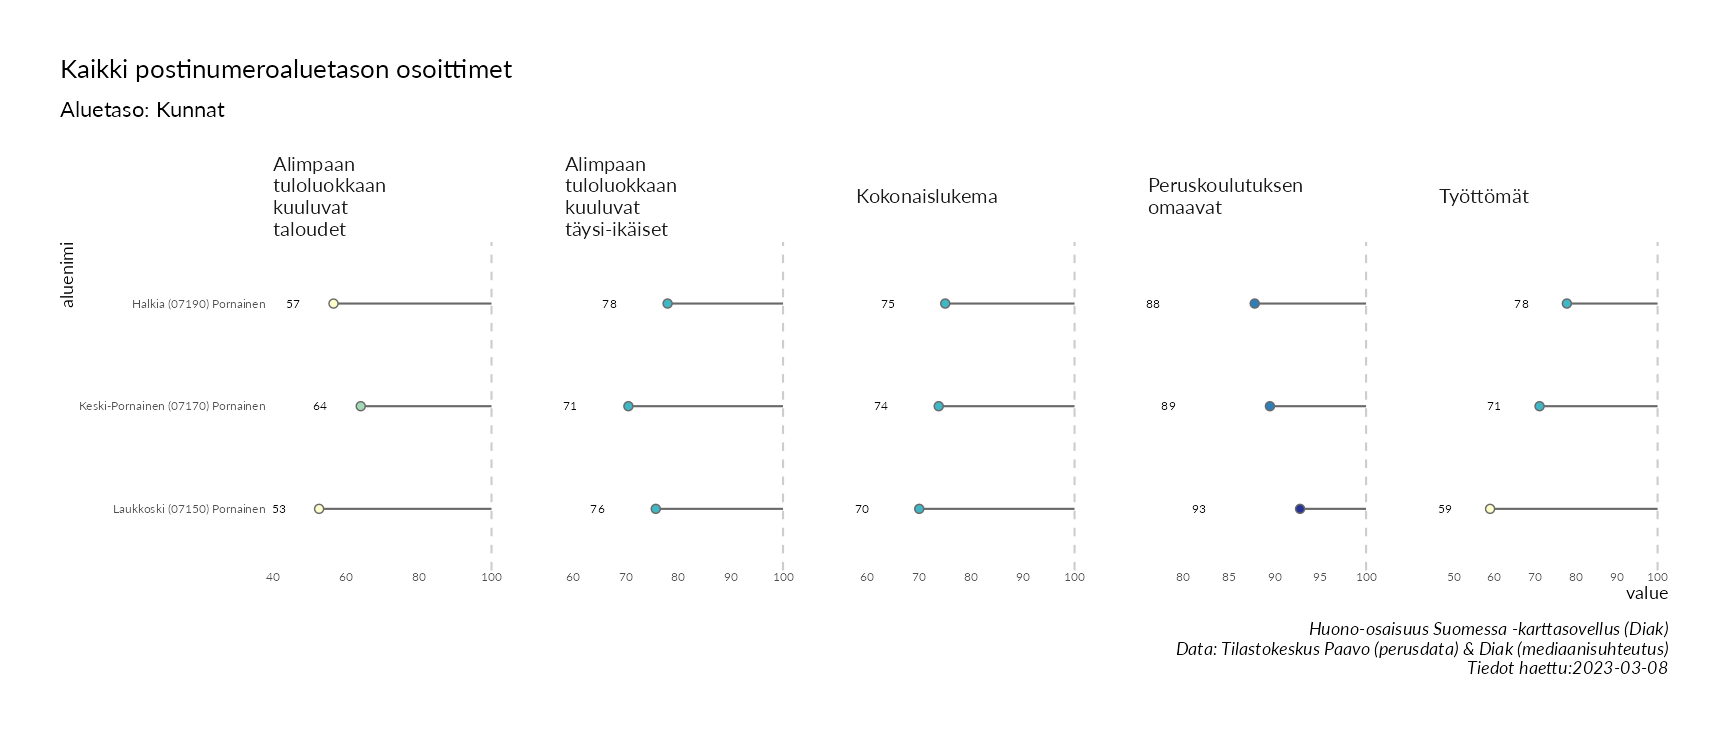 Kaikki postinumeroaluetason osoittimet
Aluetaso: Kunnat
Alimpaan
tuloluokkaan
kuuluvat
taloudet
Alimpaan
tuloluokkaan
kuuluvat
täysi-ikäiset
Kokonaislukema
Peruskoulutuksen
omaavat
Työttömät
aluenimi
Halkia (07190) Pornainen 57 78 75 88 78
Keski-Pornainen (07170) Pornainen 64 71 74 89 71
Laukkoski (07150) Pornainen 53 76 70 93 59
40 60 80 100 60 70 80 90 100 60 70 80 90 100 80 85 90 95 100 50 60 70 80 90 100
value
Huono-osaisuus Suomessa -karttasovellus (Diak)
Data: Tilastokeskus Paavo (perusdata) & Diak (mediaanisuhteutus)
Tiedot haettu:2023-03-08